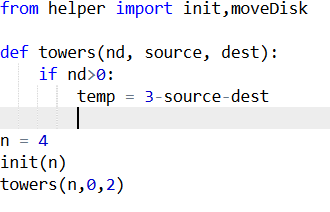 from helper import init,moveDisk
def towers(nd, source, dest):
    if nd>0:
        temp = 3-source-dest
n = 4
init(n)
towers(n,0,2)